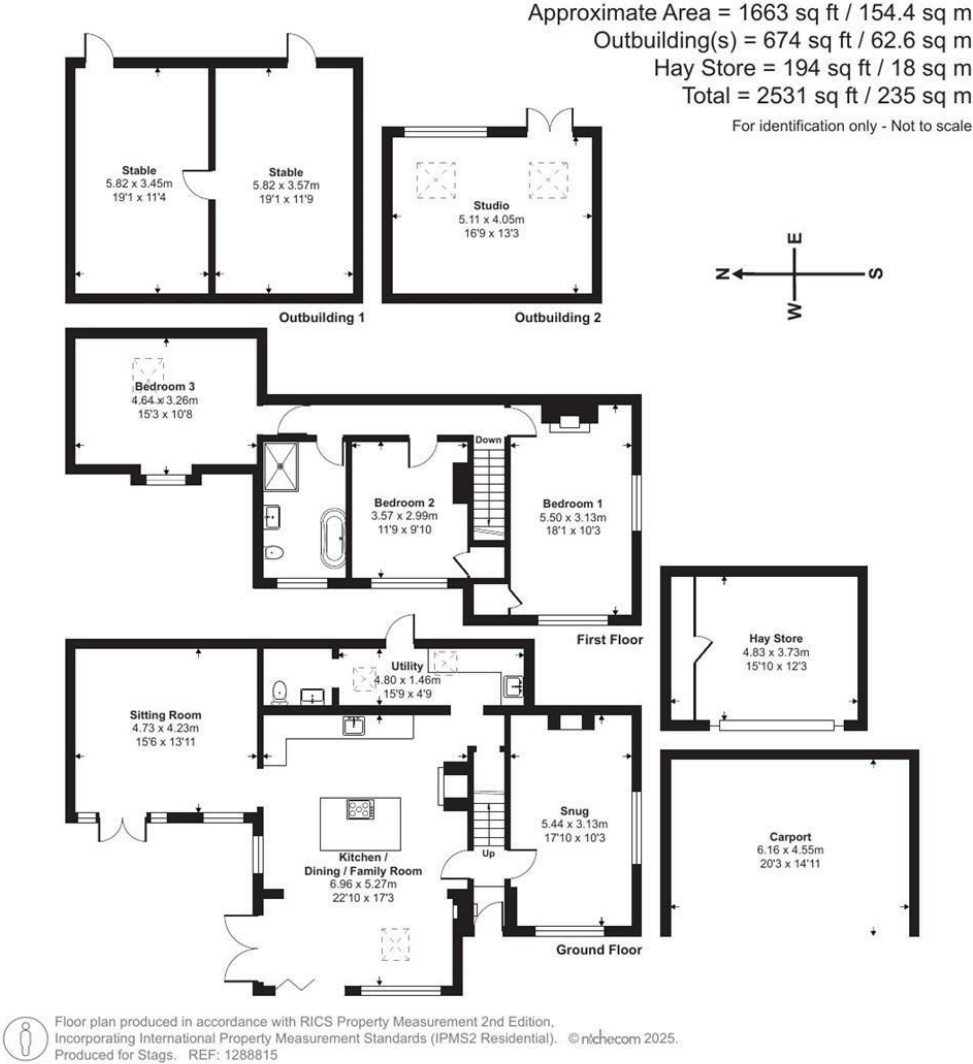 Approximate Area = 1663 sq ft / 154.4 sq m
Outbuilding(s) = 674 sq ft / 62.6 sq m
Hay Store = 194 sq ft / 18 sq m
Total = 2531 sq ft / 235 sq m
For identification only - Not to scale
Stable
5.82 x 3.45m
19'1 x 11'4
Stable
5.82 x 3.57m
19'1 x 11'9
Outbuilding 1
Studio
5.11 x 4.05m
16'9 x 13'3
Outbuilding 2
N
E
S
W
Bedroom 3
4.64 x 3.26m
15'3 x 10'8
Bedroom 2
3.57 x 2.99m
11'9 x 9'10
Down
Bedroom 1
5.50 x 3.13m
18'1 x 10'3
First Floor
Hay Store
4.83 x 3.73m
15'10 x 12'3
Utility
4.80 x 1.46m
15'9 x 4'9
Sitting Room
4.73 x 4.23m
15'6 x 13'11
Kitchen /
Dining / Family Room
6.96 x 5.27m
22'10 x 17'3
Up
Snug
5.44 x 3.13m
17'10 x 10'3
Ground Floor
Carport
6.16 x 4.55m
20'3 x 14'11
Floor plan produced in accordance with RICS Property Measurement 2nd Edition,
Incorporating International Property Measurement Standards (IPMS2 Residential). © nichecom 2025.
Produced for Stags. REF: 1288815